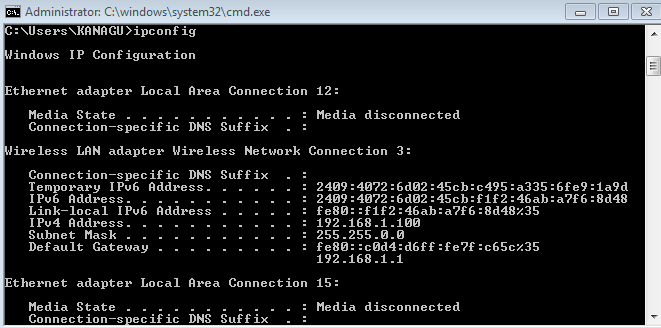 Administrator: C:\windows\system32\cmd.exe
C:\Users\KANAGU>ipconfig
Windows IP Configuration
Ethernet adapter Local Area Connection 12:
Media State . . . . . . . . . . . : Media disconnected
Connection-specific DNS Suffix  . :
Wireless LAN adapter Wireless Network Connection 3:
Connection-specific DNS Suffix  . :
Temporary IPv6 Address. . . . . . : 2409:4072:6d02:45cb:c495:a335:6fe9:1a9d
IPv6 Address. . . . . . . . . . . : 2409:4072:6d02:45cb:f1f2:46ab:a7f6:8d48
Link-local IPv6 Address . . . . . : fe80::f1f2:46ab:a7f6:8d48%35
IPv4 Address. . . . . . . . . . . : 192.168.1.100
Subnet Mask . . . . . . . . . . . : 255.255.0.0
Default Gateway . . . . . . . . . : fe80::c0d4:d6ff:fe7f:c65c%35
192.168.1.1
Ethernet adapter Local Area Connection 15:
Media State . . . . . . . . . . . : Media disconnected
Connection-specific DNS Suffix  . :